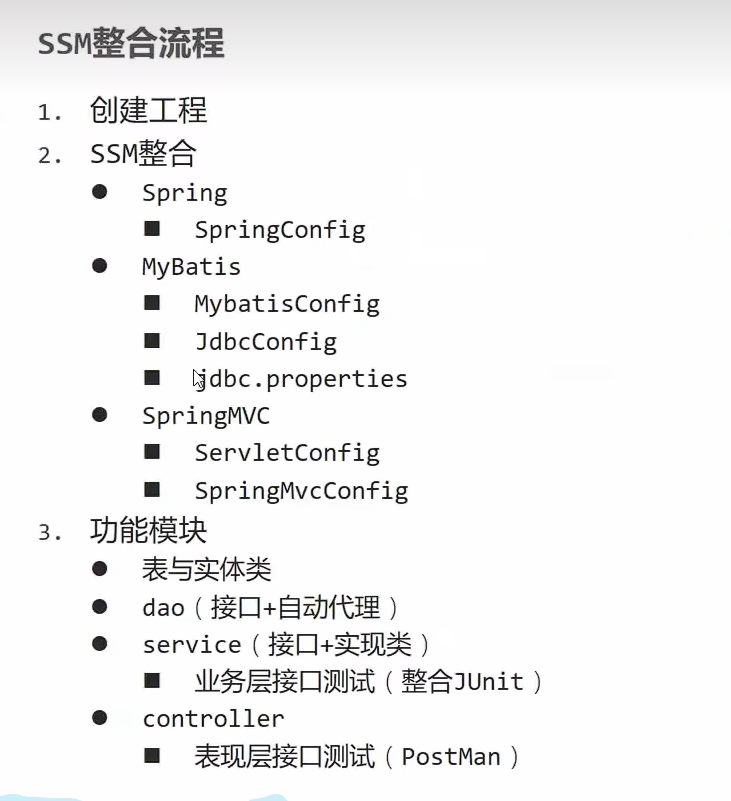 SSM整合流程
1. 创建工程
2. SSM整合
● Spring
■ SpringConfig
● MyBatis
■ MybatisConfig
■ JdbcConfig
■ jdbc.properties
● SpringMVC
■ ServletConfig
■ SpringMvcConfig
3. 功能模块
● 表与实体类
● dao（接口+自动代理）
● service（接口+实现类）
■ 业务层接口测试（整合JUnit）
● controller
■ 表现层接口测试（PostMan）